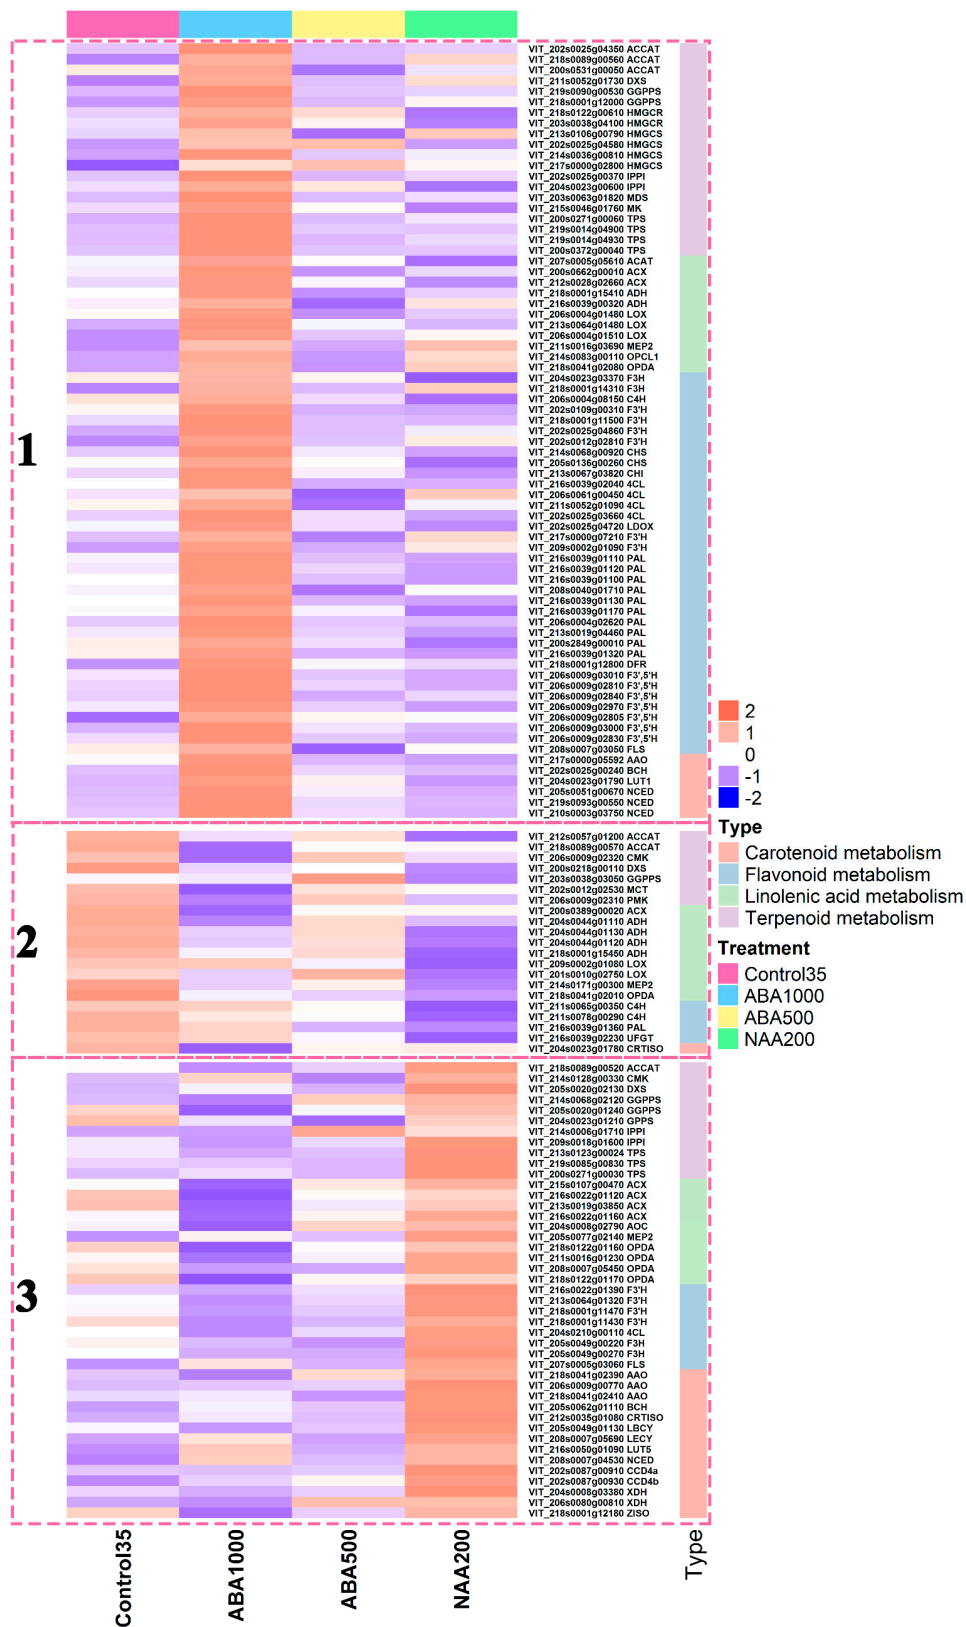 VIT_202s0025g04350 ACCAT
VIT_218s0089g00560 ACCAT
VIT_200s0531g00050 ACCAT
VIT_211s0052g01730 DXS
VIT_219s0090g00530 GGPPS
VIT_218s0001g12000 GGPPS
VIT_218s0122g00610 HMGCR
VIT_203s0038g04100 HMGCR
VIT_213s0106g00790 HMGCS
VIT_202s0025g04580 HMGCS
VIT_214s0036g00810 HMGCS
VIT_217s0000g02800 HMGCS
VIT_202s0025g00370 IPPI
VIT_204s0023g00600 IPPI
VIT_203s0063g01820 MDS
VIT_215s0046g01760 MK
VIT_200s0271g00060 TPS
VIT_219s0014g04900 TPS
VIT_219s0014g04930 TPS
VIT_200s0372g00040 TPS
VIT_207s0005g05610 ACAT
VIT_200s0662g00010 ACX
VIT_212s0028g02660 ACX
VIT_218s0001g15410 ADH
VIT_216s0039g00320 ADH
VIT_206s0004g01480 LOX
VIT_213s0064g01480 LOX
VIT_206s0004g01510 LOX
VIT_211s0016g03690 MEP2
VIT_214s0083g00110 OPCL1
VIT_218s0041g02080 OPDA
VIT_204s0023g03370 F3H
VIT_218s0001g14310 F3H
VIT_206s0004g08150 C4H
VIT_202s0109g00310 F3'H
VIT_218s0001g11500 F3'H
VIT_202s0025g04860 F3'H
VIT_202s0012g02810 F3'H
VIT_214s0068g00920 CHS
1
VIT_205s0136g00260 CHS
VIT_213s0067g03820 CHI
VIT_216s0039g02040 4CL
VIT_206s0061g00450 4CL
VIT_211s0052g01090 4CL
VIT_202s0025g03660 4CL
VIT_202s0025g04720 LDOX
VIT_217s0000g07210 F3'H
VIT_209s0002g01090 F3'H
VIT_216s0039g01110 PAL
VIT_216s0039g01120 PAL
VIT_216s0039g01100 PAL
VIT_208s0040g01710 PAL
VIT_216s0039g01130 PAL
VIT_216s0039g01170 PAL
VIT_206s0004g02620 PAL
VIT_213s0019g04460 PAL
VIT_200s2849g00010 PAL
VIT_216s0039g01320 PAL
VIT_218s0001g12800 DFR
VIT_206s0009g03010 F3',5'H
VIT_206s0009g02810 F3',5'H
VIT_206s0009g02840 F3',5'H
VIT_206s0009g02970 F3',5'H
VIT_206s0009g02805 F3',5'H
VIT_206s0009g03000 F3',5'H
VIT_206s0009g02830 F3',5'H
VIT_208s0007g03050 FLS
VIT_217s0000g05592 AAO
VIT_202s0025g00240 BCH
VIT_204s0023g01790 LUT1
VIT_205s0051g00670 NCED
VIT_219s0093g00550 NCED
VIT_210s0003g03750 NCED
2
1
0
-1
-2
Type
Carotenoid metabolism
Flavonoid metabolism
Linolenic acid metabolism
Terpenoid metabolism
Treatment
Control35
ABA1000
ABA500
NAA200
VIT_212s0057g01200 ACCAT
VIT_218s0089g00570 ACCAT
VIT_206s0009g02320 CMK
VIT_200s0218g00110 DXS
VIT_203s0038g03050 GGPPS
VIT_202s0012g02530 MCT
VIT_206s0009g02310 PMK
VIT_200s0389g00020 ACX
VIT_204s0044g01110 ADH
VIT_204s0044g01130 ADH
VIT_204s0044g01120 ADH
2
VIT_218s0001g15450 ADH
VIT_209s0002g01080 LOX
VIT_201s0010g02750 LOX
VIT_214s0171g00300 MEP2
VIT_218s0041g02010 OPDA
VIT_211s0065g00350 C4H
VIT_211s0078g00290 C4H
VIT_216s0039g01360 PAL
VIT_216s0039g02230 UFGT
VIT_204s0023g01780 CRTISO
VIT_218s0089g00520 ACCAT
VIT_214s0128g00330 CMK
VIT_205s0020g02130 DXS
VIT_214s0068g02120 GGPPS
VIT_205s0020g01240 GGPPS
VIT_204s0023g01210 GPPS
VIT_214s0006g01710 IPPI
VIT_209s0018g01600 IPPI
VIT_213s0123g00024 TPS
VIT_219s0085g00830 TPS
VIT_200s0271g00030 TPS
VIT_215s0107g00470 ACX
VIT_216s0022g01120 ACX
VIT_213s0019g03850 ACX
VIT_216s0022g01160 ACX
VIT_204s0008g02790 AOC
VIT_205s0077g02140 MEP2
VIT_218s0122g01160 OPDA
VIT_211s0016g01230 OPDA
VIT_208s0007g05450 OPDA
VIT_218s0122g01170 OPDA
VIT_216s0022g01390 F3'H
3
VIT_213s0064g01320 F3'H
VIT_218s0001g11470 F3'H
VIT_218s0001g11430 F3'H
VIT_204s0210g00110 4CL
VIT_205s0049g00220 F3H
VIT_205s0049g00270 F3H
VIT_207s0005g03060 FLS
VIT_218s0041g02390 AAO
VIT_206s0009g00770 AAO
VIT_218s0041g02410 AAO
VIT_205s0062g01110 BCH
VIT_212s0035g01080 CRTISO
VIT_205s0049g01130 LBCY
VIT_208s0007g05690 LECY
VIT_216s0050g01090 LUT5
VIT_208s0007g04530 NCED
VIT_202s0087g00910 CCD4a
VIT_202s0087g00930 CCD4b
VIT_204s0008g03380 XDH
VIT_206s0080g00810 XDH
VIT_218s0001g12180 ZISO
Control35
ABA1000
ABA500
NAA200
Type